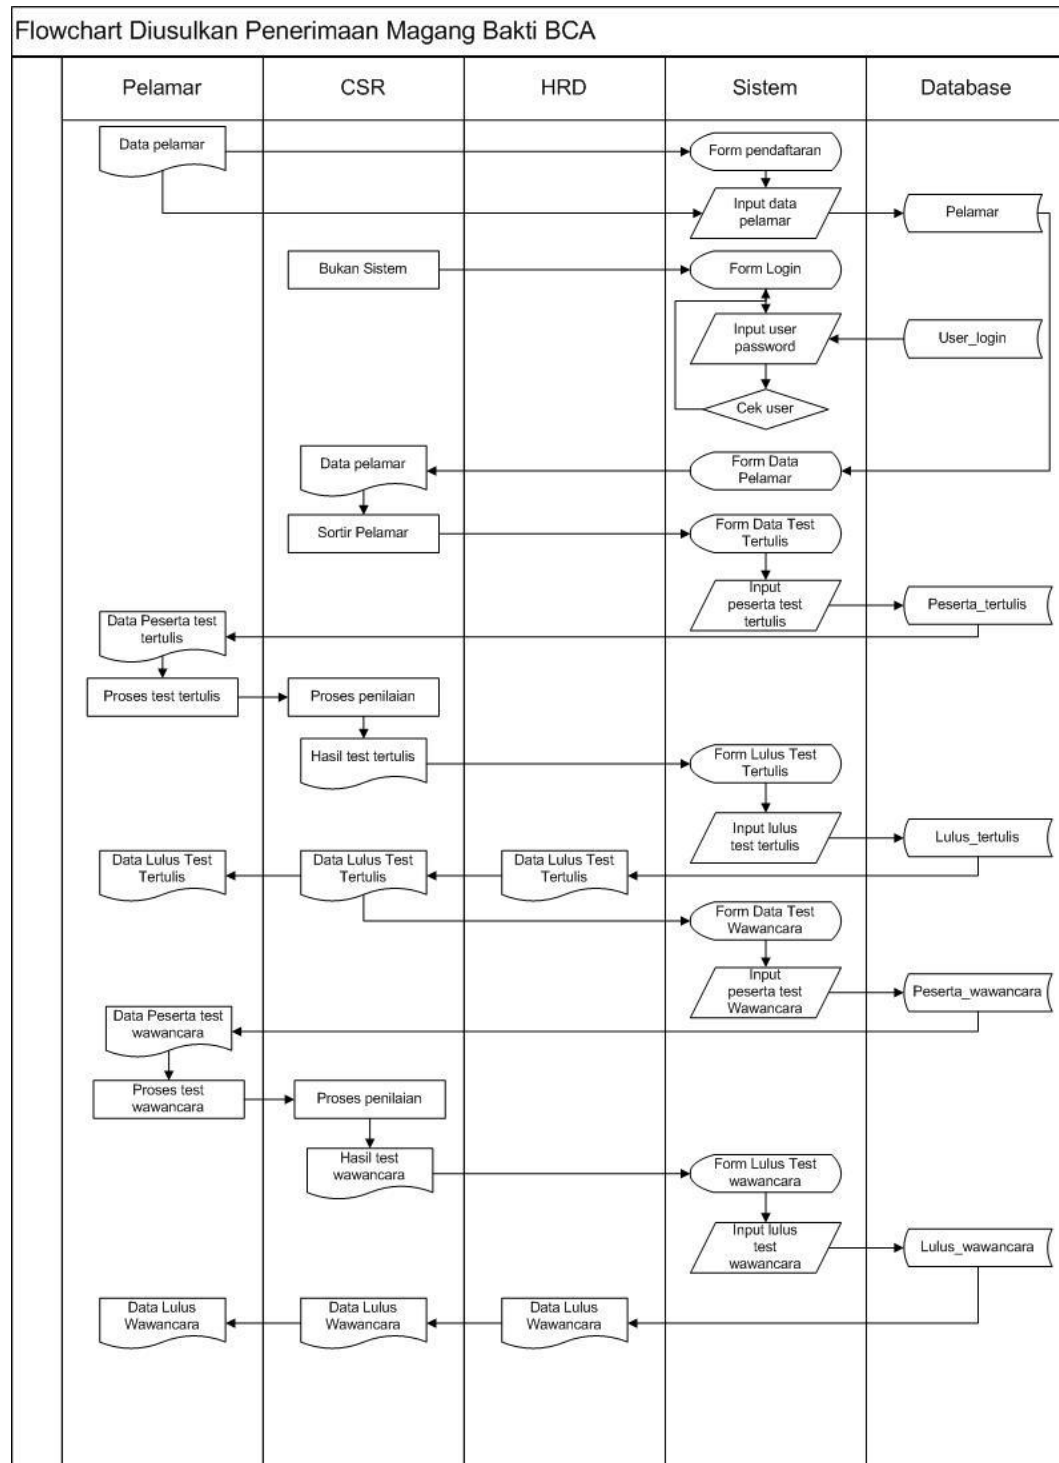 Flowchart Diusulkan Penerimaan Magang Bakti BCA
Pelamar
CSR
HRD
Sistem
Database
Data pelamar
Form pendaftaran
Input data
pelamar
Pelamar
Bukan Sistem
Form Login
Input user
password
User_login
Cek user
Data pelamar
Form Data
Pelamar
Sortir Pelamar
Form Data Test
Tertulis
Input
peserta test
tertulis
Peserta_tertulis
Data Peserta test
tertulis
Proses test tertulis
Proses penilaian
Hasil test tertulis
Form Lulus Test
Tertulis
Input lulus
test tertulis
Lulus_tertulis
Data Lulus Test
Tertulis
Data Lulus Test
Tertulis
Data Lulus Test
Tertulis
Form Data Test
Wawancara
Input
peserta test
Wawancara
Peserta_wawancara
Data Peserta test
wawancara
Proses test
wawancara
Proses penilaian
Hasil test
wawancara
Form Lulus Test
wawancara
Input lulus
test
wawancara
Lulus_wawancara
Data Lulus
Wawancara
Data Lulus
Wawancara
Data Lulus
Wawancara